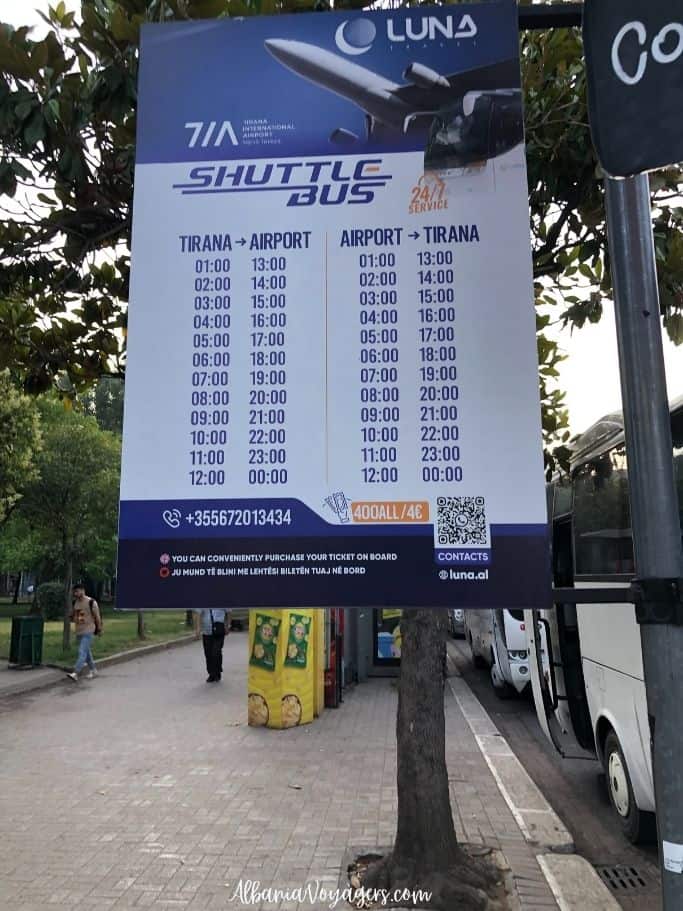 LUNA
TRAVEL
TIRANA
INTERNATIONAL
AIRPORT
TIA
SHUTTLE
BUS
24/7
SERVICE
TIRANA → AIRPORT
01:00 13:00
02:00 14:00
03:00 15:00
04:00 16:00
05:00 17:00
06:00 18:00
07:00 19:00
08:00 20:00
09:00 21:00
10:00 22:00
11:00 23:00
12:00 00:00
AIRPORT → TIRANA
01:00 13:00
02:00 14:00
03:00 15:00
04:00 16:00
05:00 17:00
06:00 18:00
07:00 19:00
08:00 20:00
09:00 21:00
10:00 22:00
11:00 23:00
12:00 00:00
+355672013434
400ALL/4€
CONTACTS
luna.al
YOU CAN CONVENIENTLY PURCHASE YOUR TICKET ON BOARD
JU MUND TË BLINI ME LEHTËSI BILETËN TUAJ NË BORD
AlbaniaVoyagers.com